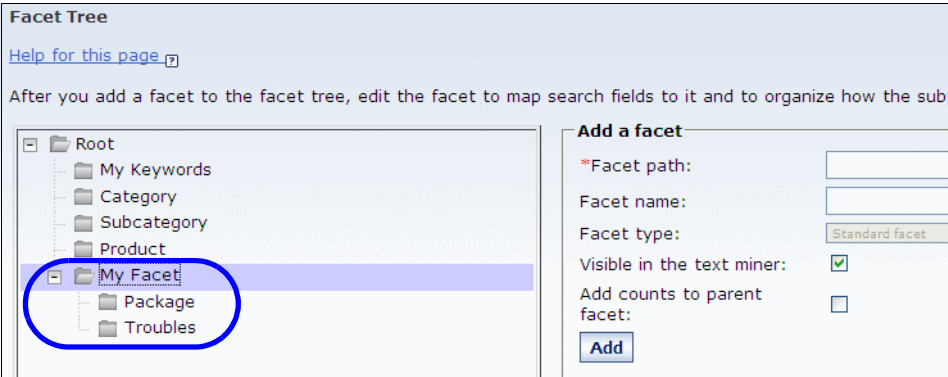 Facet Tree
Help for this page ?
After you add a facet to the facet tree, edit the facet to map search fields to it and to organize how the sub
Root
My Keywords
Category
Subcategory
Product
My Facet
Package
Troubles
Add a facet
*Facet path:
Facet name:
Facet type: Standard facet
Visible in the text miner:
Add counts to parent
facet:
Add